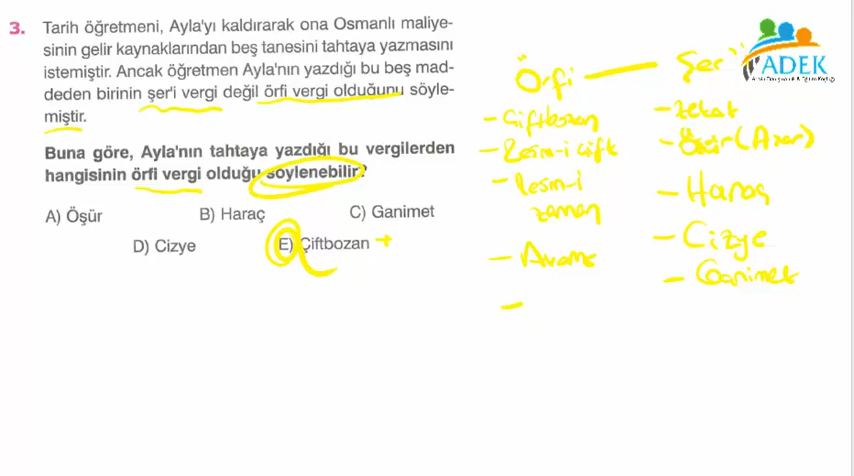 3. Tarih öğretmeni, Ayla'yı kaldırarak ona Osmanlı maliye-
sinin gelir kaynaklarından beş tanesini tahtaya yazmasını
istemiştir. Ancak öğretmen Ayla'nın yazdığı bu beş mad-
deden birinin şer'i vergi değil örfi vergi olduğunu söyle-
miştir.
Buna göre, Ayla'nın tahtaya yazdığı bu vergilerden
hangisinin örfi vergi olduğu söylenebilir?
A) Öşür B) Haraç C) Ganimet
D) Cizye E) Çiftbozan +
Örfi
- Çiftbozan
- Resm-i çift
- Resm-i
zaman
- Avarız
-
Şer'i
- Zekat
- Öşür (Aşar)
- Haraç
- Cizye
- Ganimet
ADEK